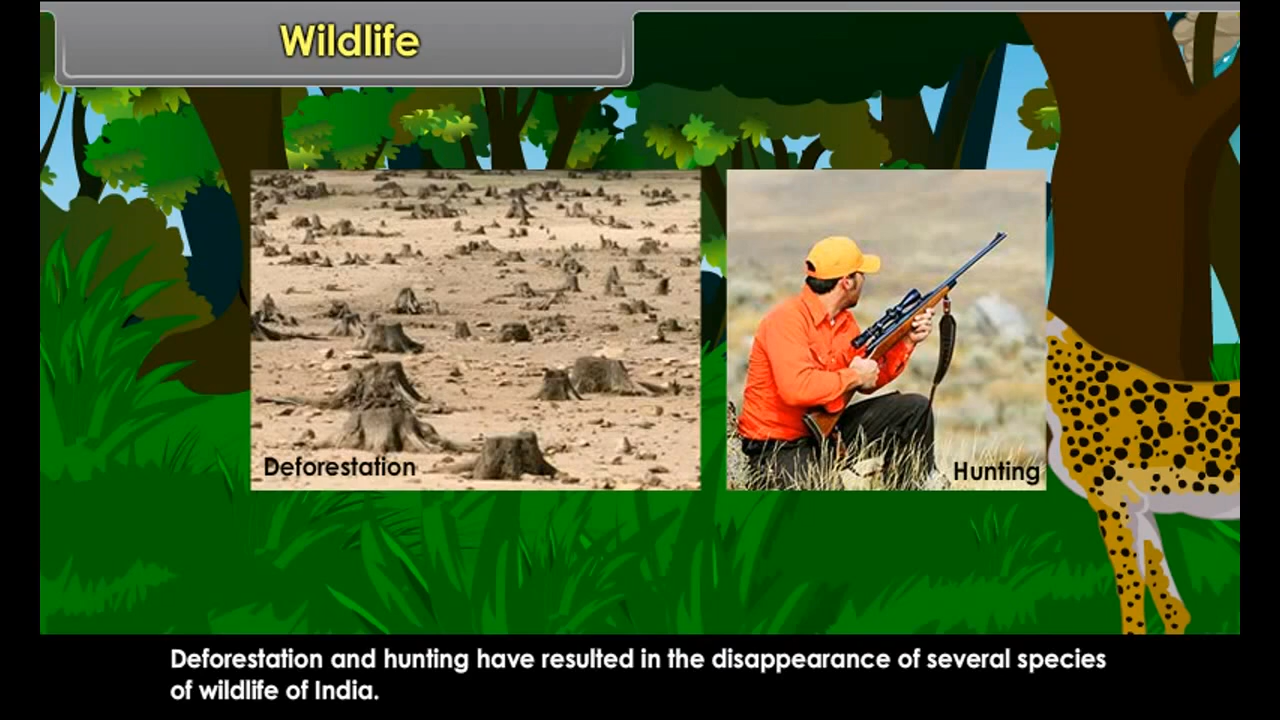 Wildlife
Deforestation
Hunting
Deforestation and hunting have resulted in the disappearance of several species
of wildlife of India.